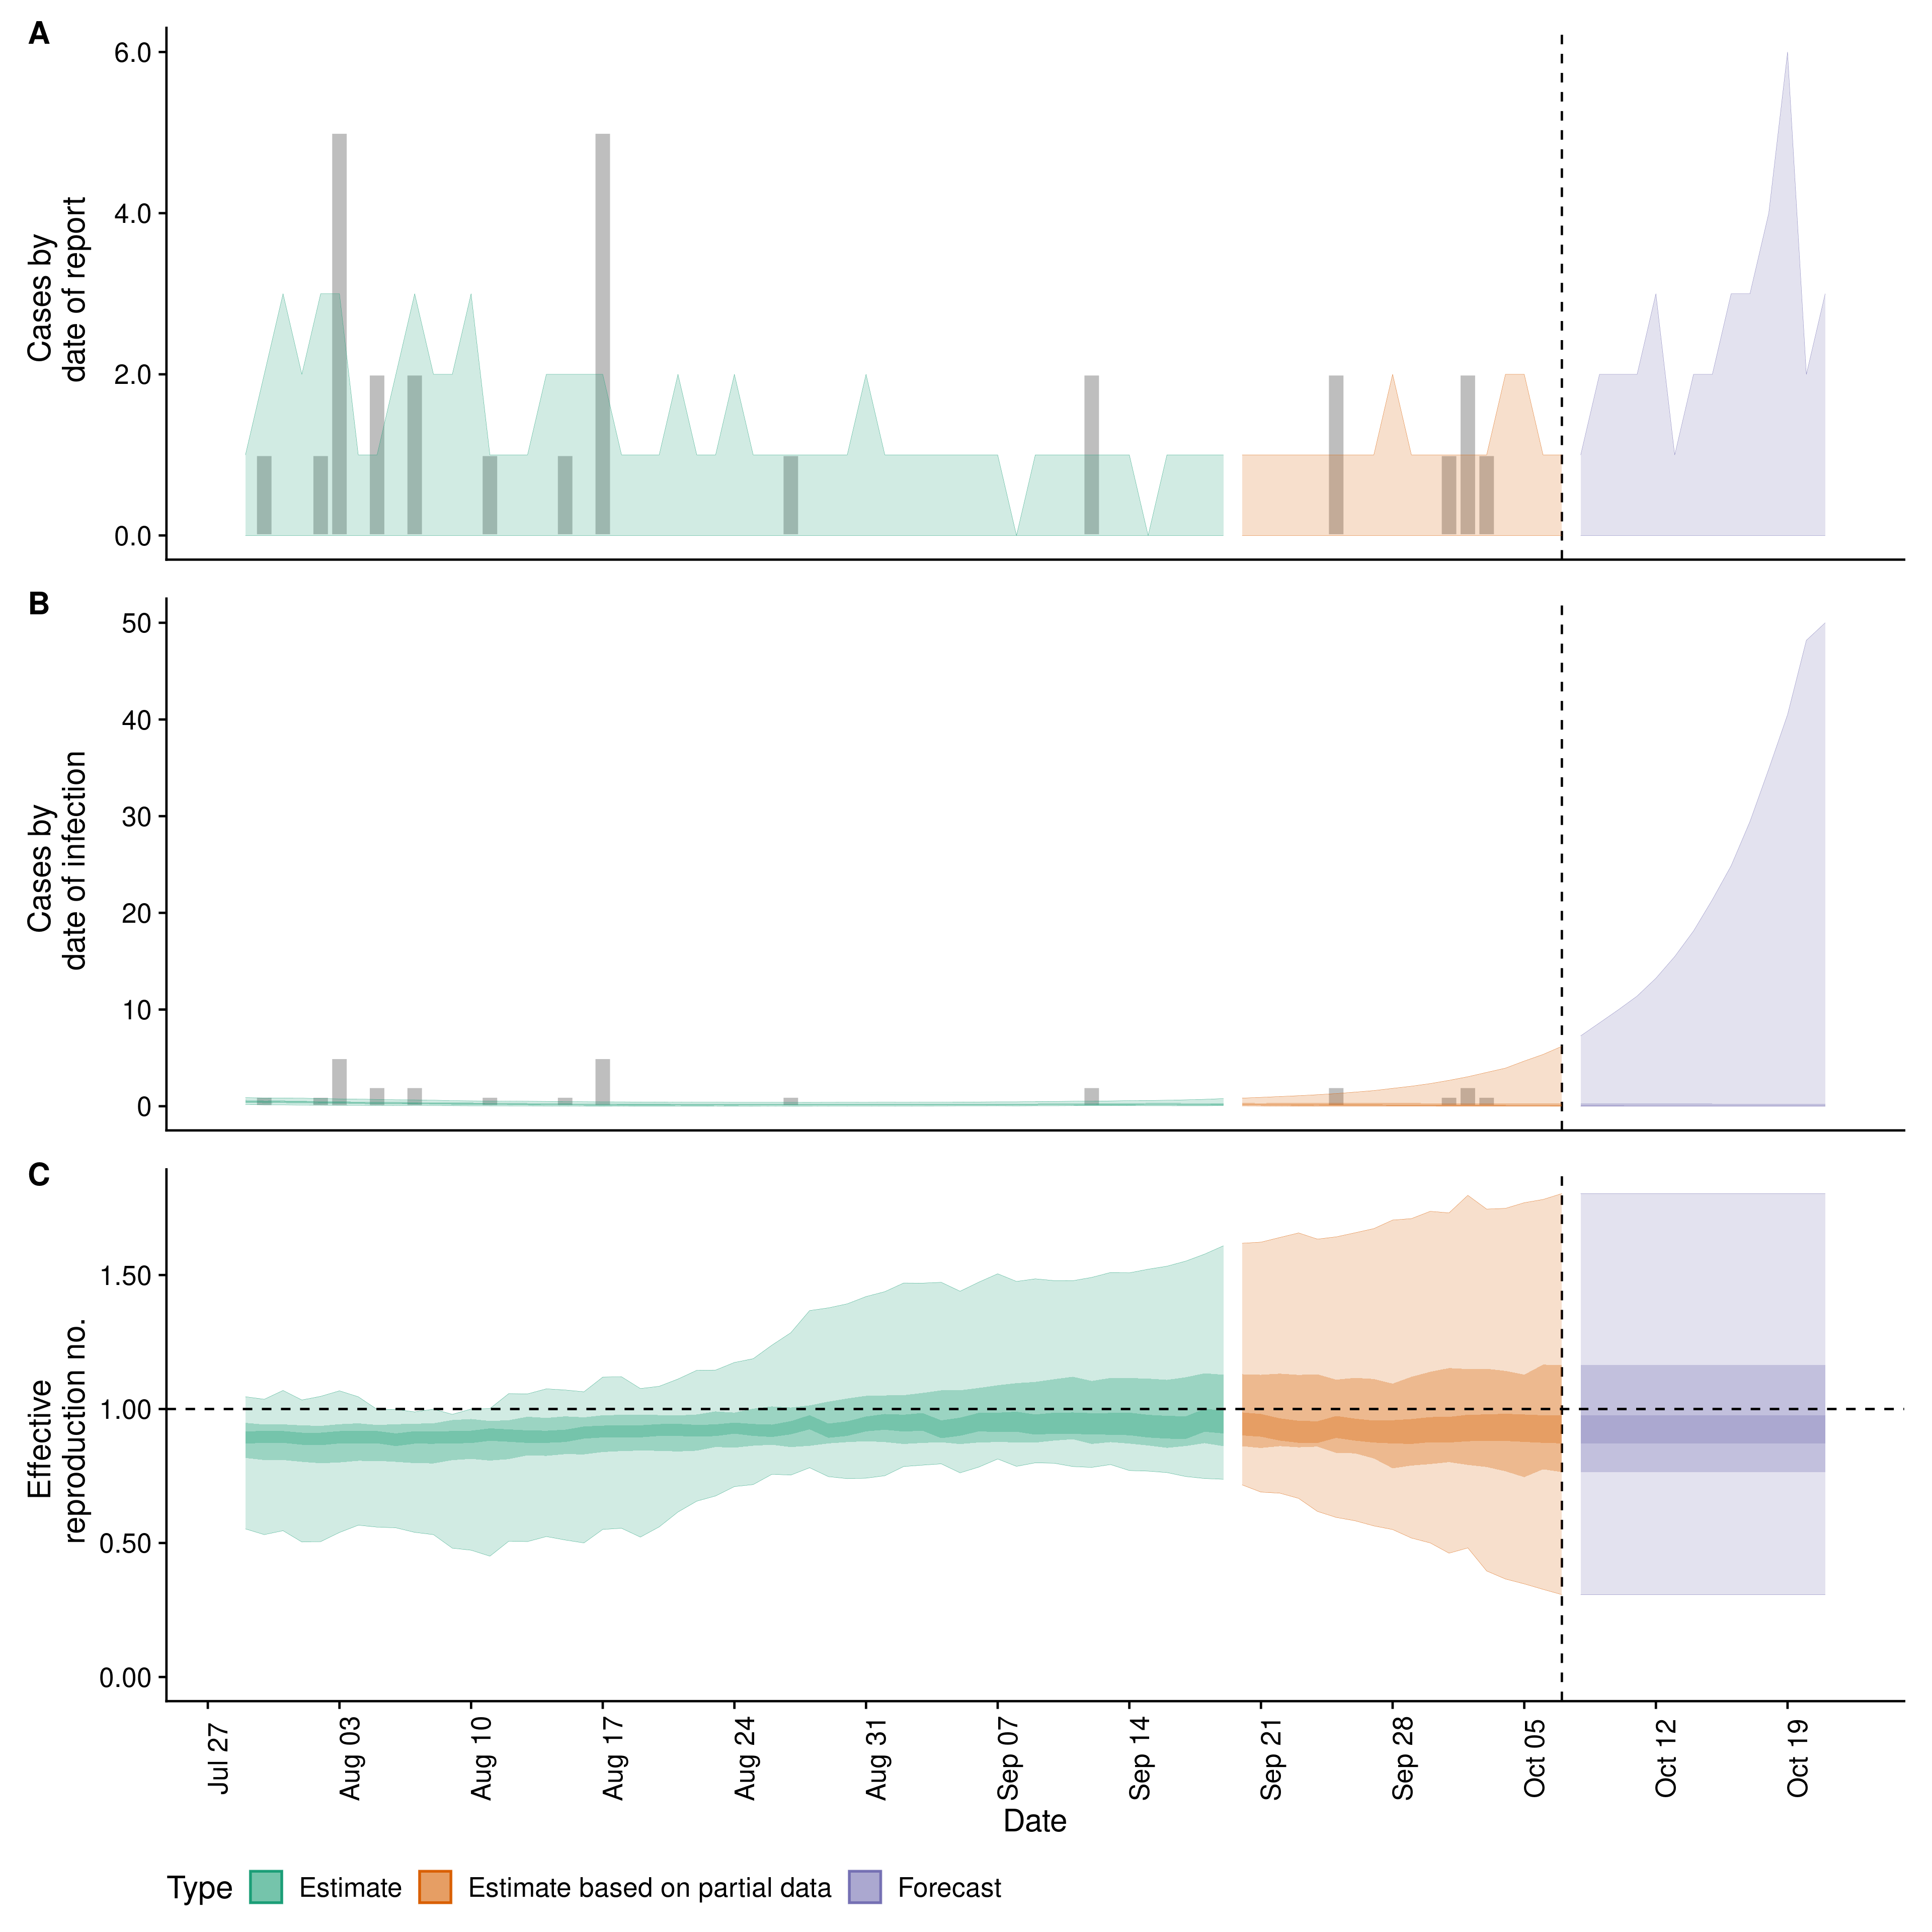 A
Cases by
date of report
6.0
4.0
2.0
0.0
B
Cases by
date of infection
50
40
30
20
10
0
C
Effective
reproduction no.
1.50
1.00
0.50
0.00
Jul 27
Aug 03
Aug 10
Aug 17
Aug 24
Aug 31
Sep 07
Sep 14
Sep 21
Sep 28
Oct 05
Oct 12
Oct 19
Date
Type Estimate Estimate based on partial data Forecast